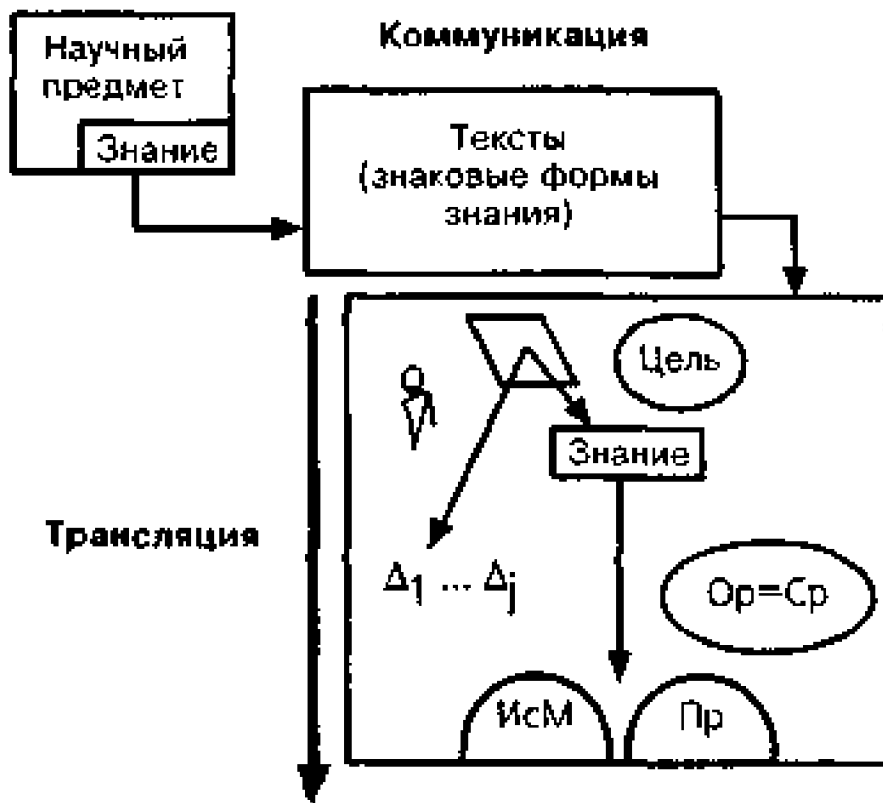 Научный
предмет
Знание
Коммуникация
Тексты
(знаковые формы
знания)
Цель
Знание
Трансляция
Δ1 ... Δj
Ор=Ср
ИсМ
Пр